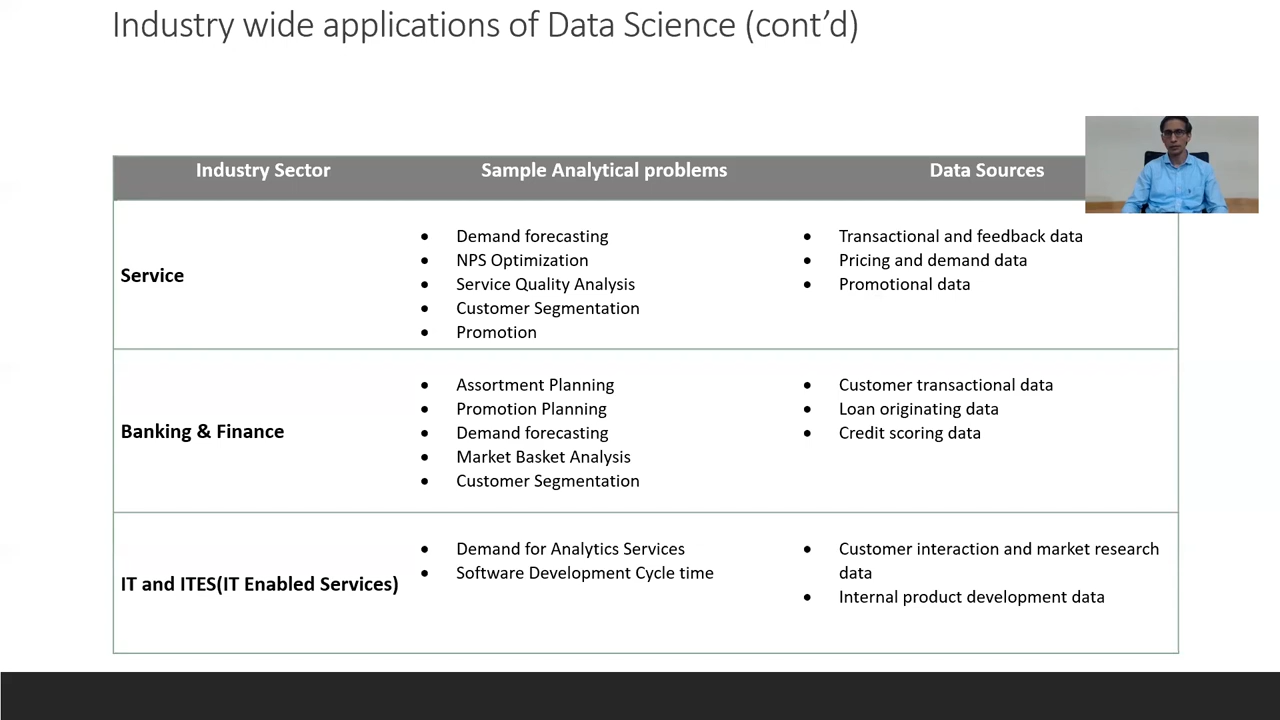 Industry wide applications of Data Science (cont’d)
Industry Sector
Sample Analytical problems
Data Sources
Service
Demand forecasting
NPS Optimization
Service Quality Analysis
Customer Segmentation
Promotion
Transactional and feedback data
Pricing and demand data
Promotional data
Banking & Finance
Assortment Planning
Promotion Planning
Demand forecasting
Market Basket Analysis
Customer Segmentation
Customer transactional data
Loan originating data
Credit scoring data
IT and ITES(IT Enabled Services)
Demand for Analytics Services
Software Development Cycle time
Customer interaction and market research
data
Internal product development data